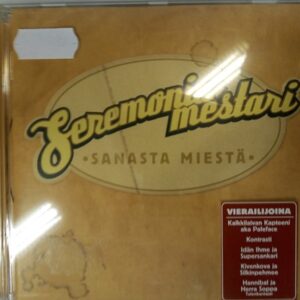 Seremonia
mestari
• SANASTA MIESTÄ •
VIERAILIJOINA
Kalkkilaivan Kapteeni
aka Paleface
Kontrasti
Idän Ihme ja
Supersankari
Kivenkova ja
Silkinpehmee
Hannibal ja
Herra Soppa